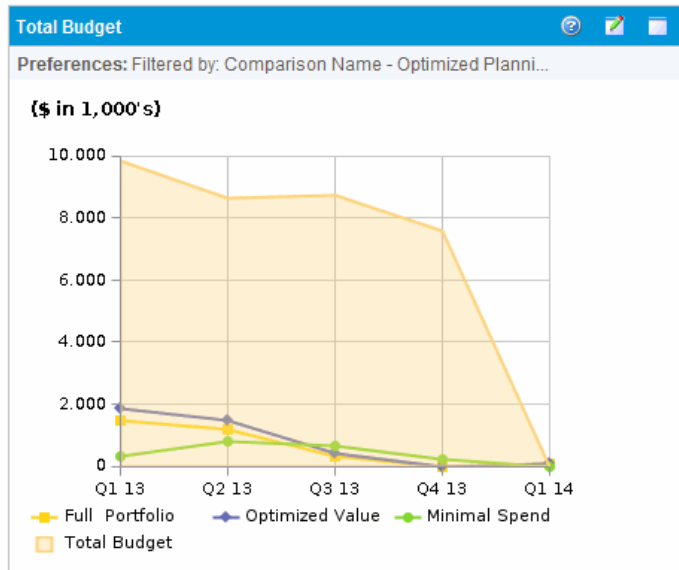 Total Budget
Preferences: Filtered by: Comparison Name - Optimized Planni...
($ in 1,000's)
10.000
8.000
6.000
4.000
2.000
0
Q1 13 Q2 13 Q3 13 Q4 13 Q1 14
Full Portfolio Optimized Value Minimal Spend
Total Budget